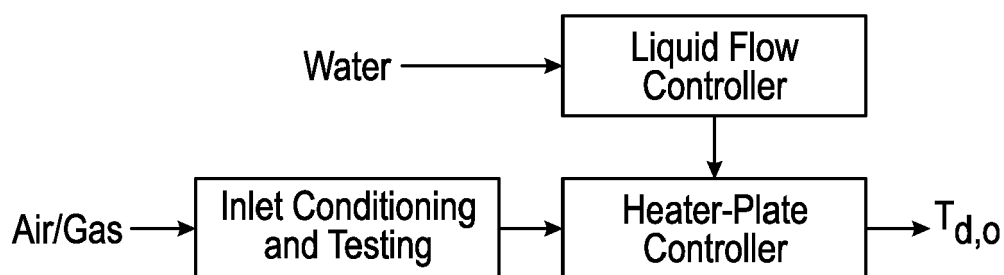 Water
Liquid Flow
Controller
Air/Gas
Inlet Conditioning
and Testing
Heater-Plate
Controller
Td,o